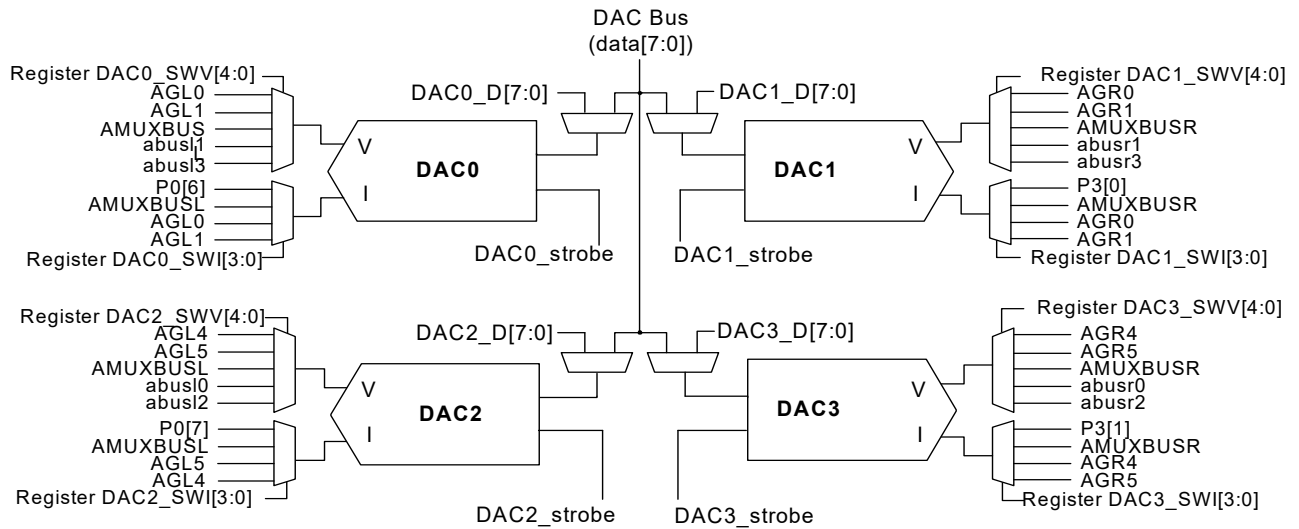 DAC Bus
(data[7:0])
Register DAC0_SWV[4:0]
AGL0
AGL1
AMUXBUS
abusl1
abusl3
P0[6]
AMUXBUSL
AGL0
AGL1
Register DAC0_SWI[3:0]
V
I
DAC0
DAC0_D[7:0]
DAC0_strobe
DAC1_D[7:0]
DAC1_strobe
DAC1
V
I
Register DAC1_SWV[4:0]
AGR0
AGR1
AMUXBUSR
abusr1
abusr3
P3[0]
AMUXBUSR
AGR0
AGR1
Register DAC1_SWI[3:0]
Register DAC2_SWV[4:0]
AGL4
AGL5
AMUXBUSL
abusl0
abusl2
P0[7]
AMUXBUSL
AGL5
AGL4
Register DAC2_SWI[3:0]
V
I
DAC2
DAC2_D[7:0]
DAC2_strobe
DAC3_D[7:0]
DAC3_strobe
DAC3
V
I
Register DAC3_SWV[4:0]
AGR4
AGR5
AMUXBUSR
abusr0
abusr2
P3[1]
AMUXBUSR
AGR4
AGR5
Register DAC3_SWI[3:0]